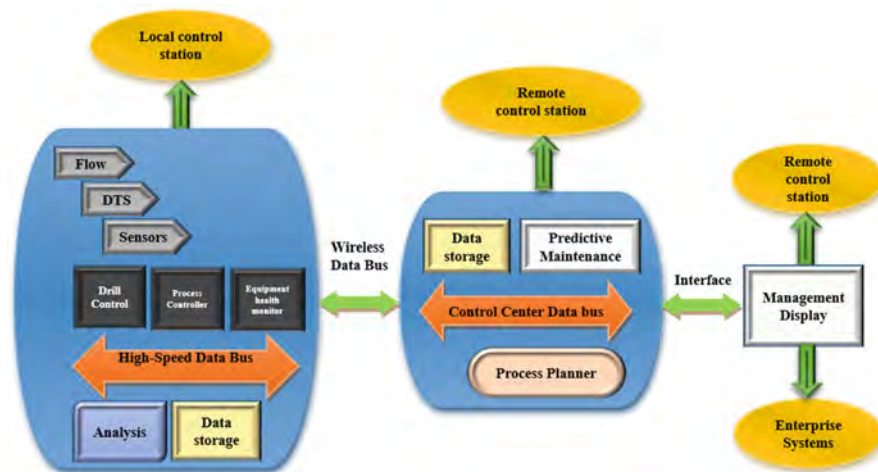 Local control
station
Flow
DTS
Sensors
Drill
Control
Process
Controller
Equipment
health
monitor
High-Speed Data Bus
Analysis
Data
storage
Wireless
Data Bus
Remote
control station
Data
storage
Predictive
Maintenance
Control Center Data bus
Process Planner
Interface
Remote
control
station
Management
Display
Enterprise
Systems